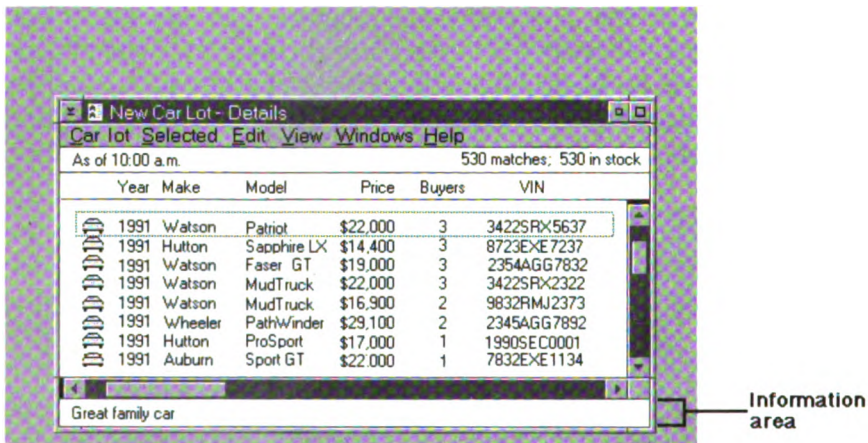 New Car Lot - Details
Car lot Selected Edit View Windows Help
As of 10:00 a.m. 530 matches; 530 in stock
Year Make Model Price Buyers VIN
1991 Watson Patriot $22,000 3 3422SRX5637
1991 Hutton Sapphire LX $14,400 3 8723EXE7237
1991 Watson Faser GT $19,000 3 2354AGG7832
1991 Watson MudTruck $22,000 3 3422SRX2322
1991 Watson MudTruck $16,900 2 9832RMJ2373
1991 Wheeler PathWinder $29,100 2 2345AGG7892
1991 Hutton ProSport $17,000 1 1990SEC0001
1991 Auburn Sport GT $22.000 1 7832EXE1134
Great family car
Information
area